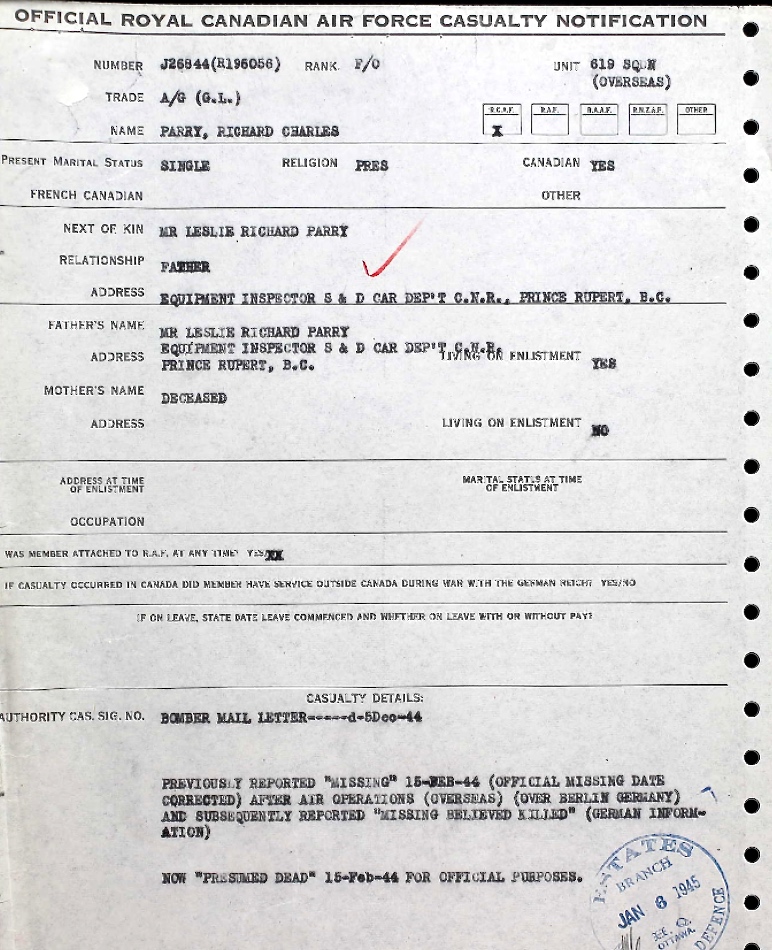 OFFICIAL ROYAL CANADIAN AIR FORCE CASUALTY NOTIFICATION
NUMBER J26844(R196056) RANK F/O UNIT 619 SQUN
(OVERSEAS)
TRADE A/G (G.L.)
R.C.A.F. R.A.F. R.A.A.F. R.N.Z.A.F. OTHER
NAME PARRY, RICHARD CHARLES X
PRESENT MARITAL STATUS SINGLE RELIGION PRES CANADIAN YES
FRENCH CANADIAN OTHER
NEXT OF KIN MR LESLIE RICHARD PARRY
RELATIONSHIP FATHER
ADDRESS EQUIPMENT INSPECTOR S & D CAR DEP'T C.N.R., PRINCE RUPERT, B.C.
FATHER'S NAME MR LESLIE RICHARD PARRY
ADDRESS EQUIPMENT INSPECTOR S & D CAR DEP'T C.N.R.
PRINCE RUPERT, B.C. LIVING ON ENLISTMENT YES
MOTHER'S NAME DECEASED
ADDRESS LIVING ON ENLISTMENT NO
ADDRESS AT TIME OF ENLISTMENT MARITAL STATUS AT TIME OF ENLISTMENT
OCCUPATION
WAS MEMBER ATTACHED TO R.A.F. AT ANY TIME? YES
IF CASUALTY OCCURRED IN CANADA DID MEMBER HAVE SERVICE OUTSIDE CANADA DURING WAR WITH THE GERMAN REICH? YES/NO
IF ON LEAVE, STATE DATE LEAVE COMMENCED AND WHETHER ON LEAVE WITH OR WITHOUT PAY?
CASUALTY DETAILS:
AUTHORITY CAS. SIG. NO. BOMBER MAIL LETTER-----d-5Dec-44
PREVIOUSLY REPORTED "MISSING" 15-FEB-44 (OFFICIAL MISSING DATE
CORRECTED) AFTER AIR OPERATIONS (OVERSEAS) (OVER BERLIN GERMANY)
AND SUBSEQUENTLY REPORTED "MISSING BELIEVED KILLED" (GERMAN INFORM-
ATION)
NOW "PRESUMED DEAD" 15-Feb-44 FOR OFFICIAL PURPOSES.
ESTATES
BRANCH
JAN 6 1945
OTTAWA.
DEFENCE